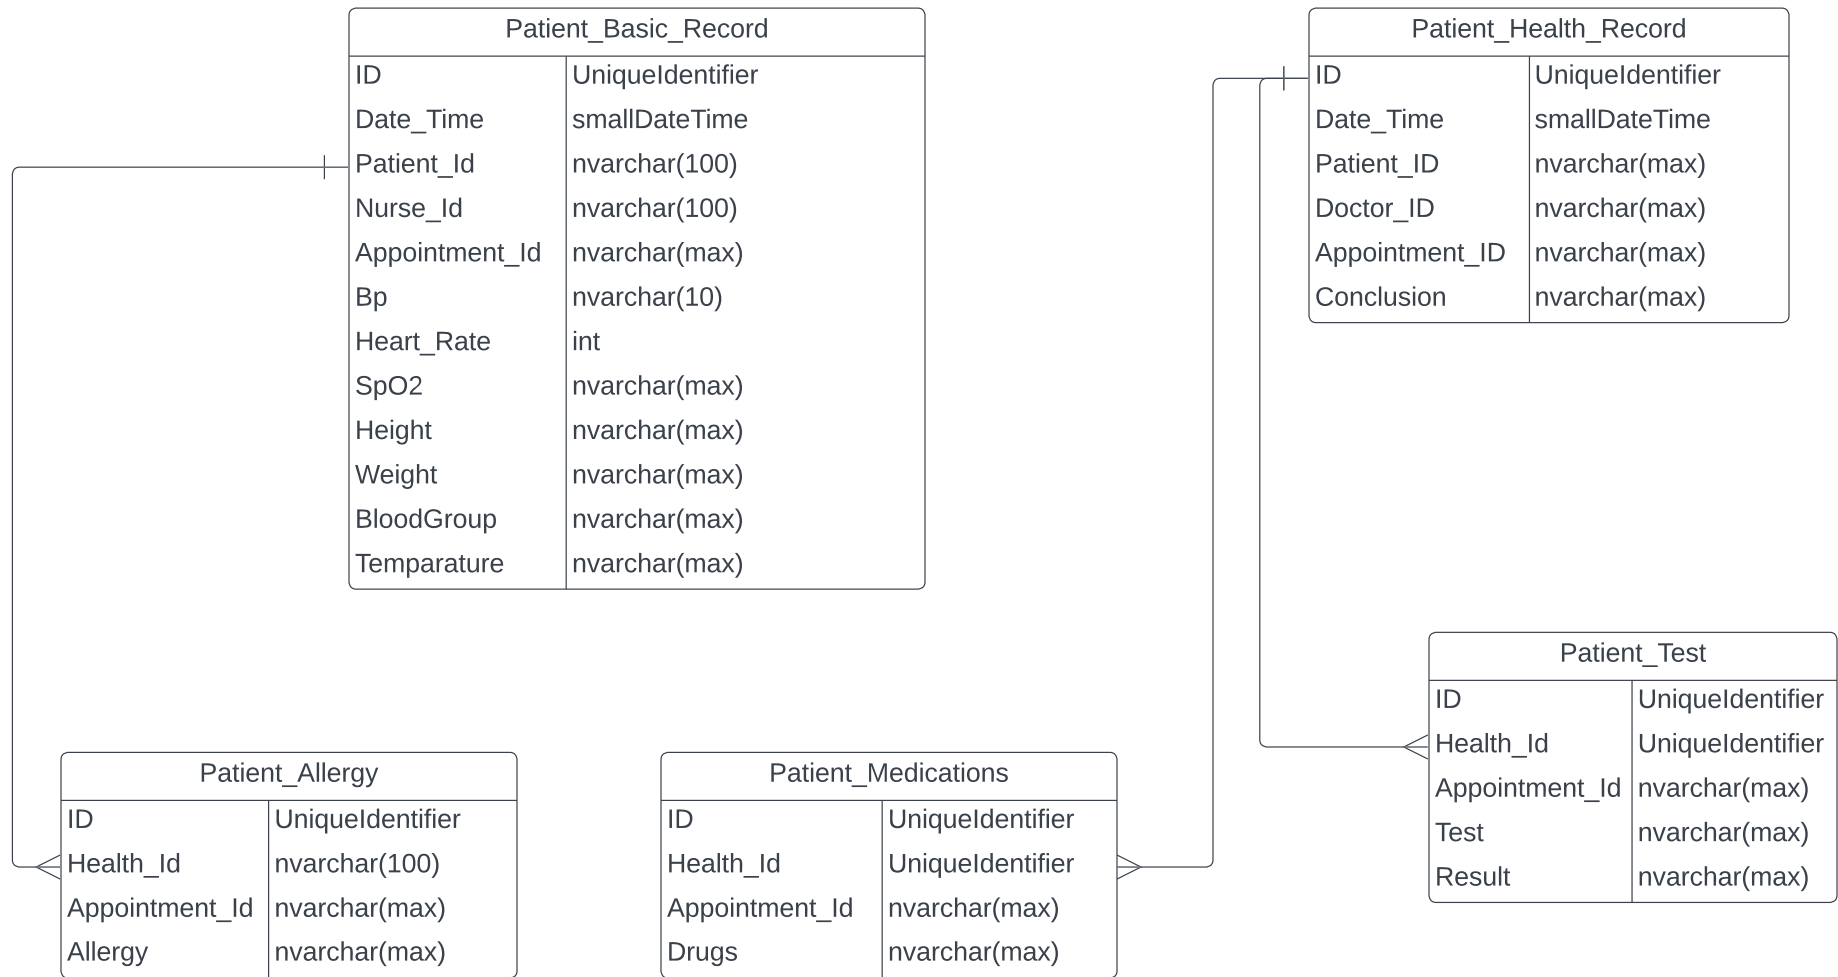 Patient_Basic_Record
ID UniqueIdentifier
Date_Time smallDateTime
Patient_Id nvarchar(100)
Nurse_Id nvarchar(100)
Appointment_Id nvarchar(max)
Bp nvarchar(10)
Heart_Rate int
SpO2 nvarchar(max)
Height nvarchar(max)
Weight nvarchar(max)
BloodGroup nvarchar(max)
Temparature nvarchar(max)
Patient_Health_Record
ID UniqueIdentifier
Date_Time smallDateTime
Patient_ID nvarchar(max)
Doctor_ID nvarchar(max)
Appointment_ID nvarchar(max)
Conclusion nvarchar(max)
Patient_Allergy
ID UniqueIdentifier
Health_Id nvarchar(100)
Appointment_Id nvarchar(max)
Allergy nvarchar(max)
Patient_Medications
ID UniqueIdentifier
Health_Id UniqueIdentifier
Appointment_Id nvarchar(max)
Drugs nvarchar(max)
Patient_Test
ID UniqueIdentifier
Health_Id UniqueIdentifier
Appointment_Id nvarchar(max)
Test nvarchar(max)
Result nvarchar(max)